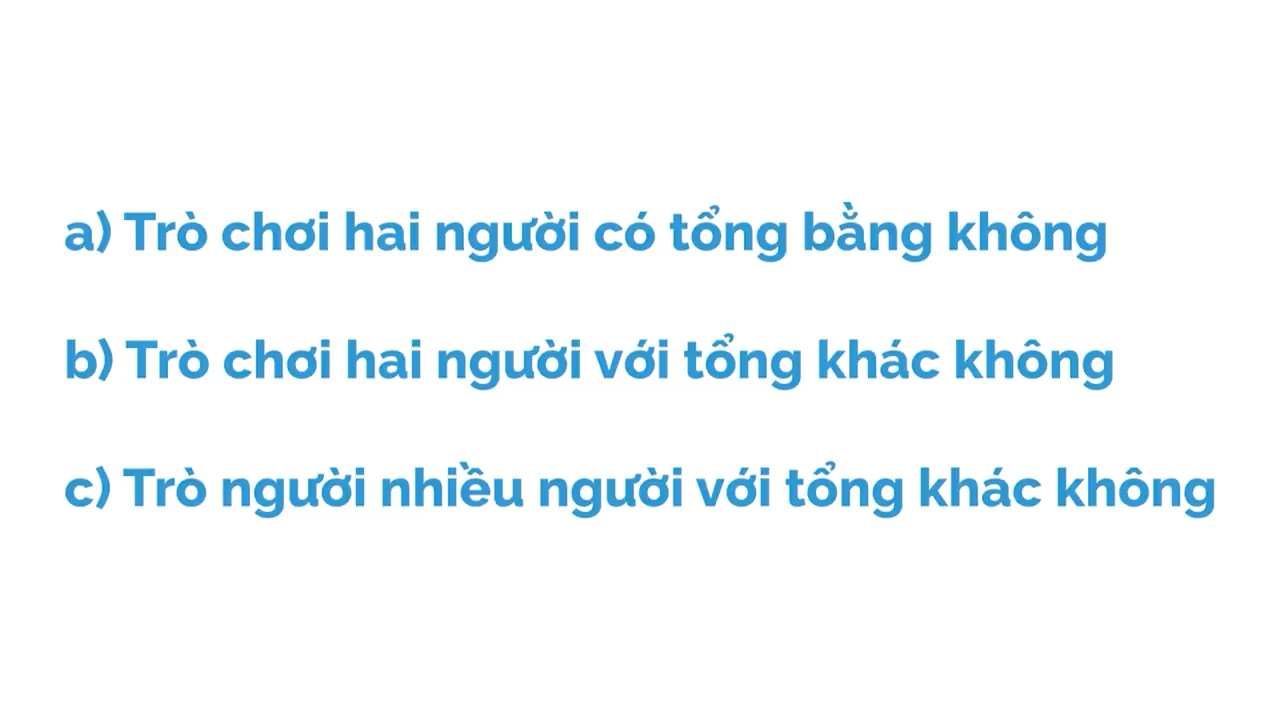 a) Trò chơi hai người có tổng bằng không
b) Trò chơi hai người với tổng khác không
c) Trò người nhiều người với tổng khác không